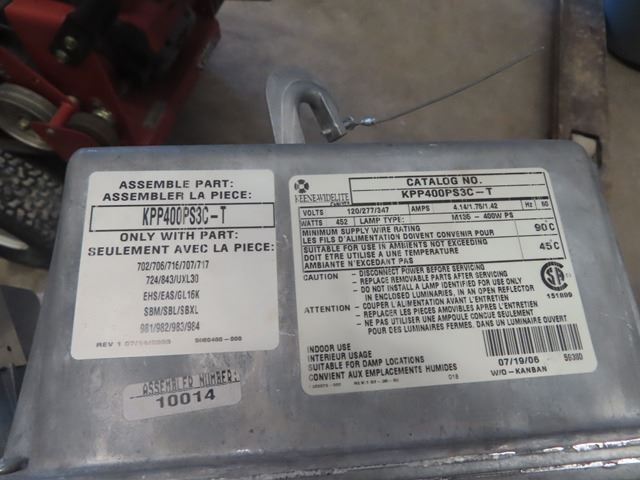 ASSEMBLE PART:
ASSEMBLER LA PIECE:
KPP400PS3C-T
ONLY WITH PART:
SEULEMENT AVEC LA PIECE:
702/706/716/707/717
724/843/UXL30
EHS/EAS/GL16K
SBM/SBL/SBXL
981/982/983/984
REV 1
ASSEMBLED NUMBER:
10014
KEENE-WIDELITE
CATALOG NO.
KPP400PS3C-T
VOLTS 120/277/347 AMPS 4.14/1.75/1.42 Hz 60
WATTS 452 LAMP TYPE: M135 - 400W PS
MINIMUM SUPPLY WIRE RATING
LES FILS D'ALIMENTATION DOIVENT CONVENIR POUR 90C
SUITABLE FOR USE IN AMBIENTS NOT EXCEEDING
DOIT ETRE UTILISE A UNE TEMPERATURE 45C
AMBIANTE N'EXCEDANT PAS
CAUTION - DISCONNECT POWER BEFORE SERVICING
- REPLACE REMOVABLE PARTS AFTER SERVICING
- DO NOT INSTALL A LAMP IDENTIFIED FOR USE ONLY
IN ENCLOSED LUMINAIRES, IN AN OPEN REFLECTOR
ATTENTION - COUPER L'ALIMENTATION AVANT L'ENTRETIEN
- REPLACER LES PIECES AMOVIBLES APRES L'ENTRETIEN
- NE PAS UTILISER UNE AMPOULE CONCUE SEULEMENT
POUR DES LUMINAIRES FERMES, DANS UN LUMINAIRE OUVERT
151809
INDOOR USE
INTERIEUR USAGE
SUITABLE FOR DAMP LOCATIONS
CONVIENT AUX EMPLACEMENTS HUMIDES
018
07/19/06
W/O-KANBAN